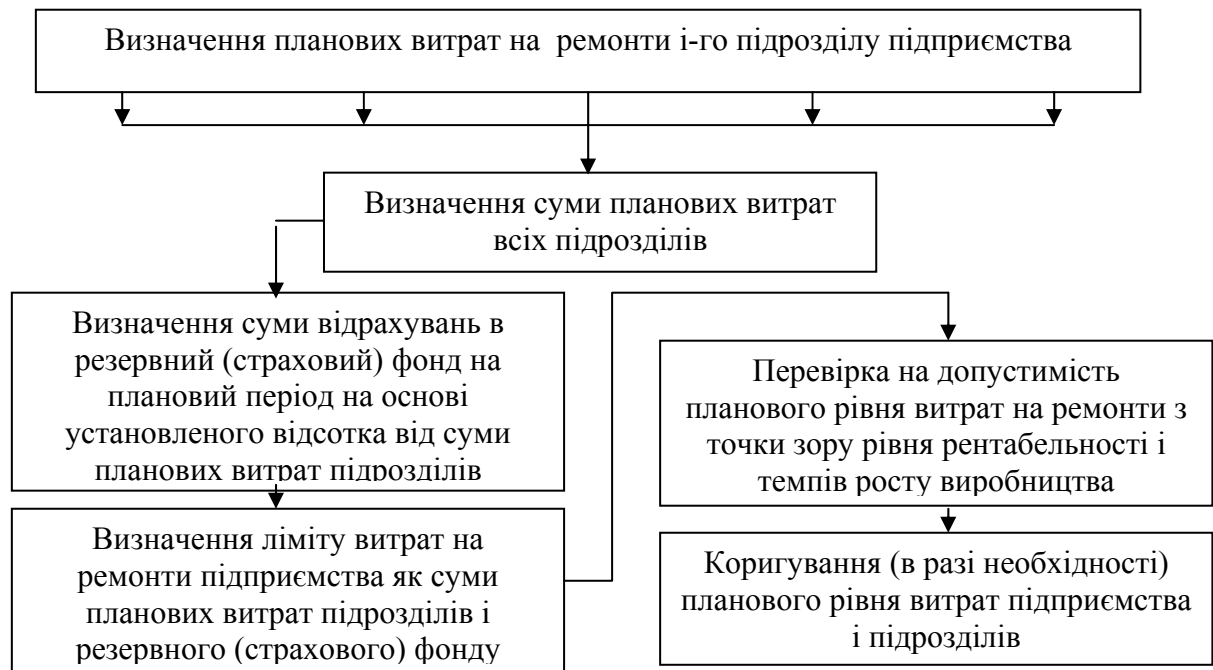 Визначення планових витрат на ремонти і-го підрозділу підприємства
Визначення суми планових витрат
всіх підрозділів
Визначення суми відрахувань в
резервний (страховий) фонд на
плановий період на основі
установленого відсотка від суми
планових витрат підрозділів
Визначення ліміту витрат на
ремонти підприємства як суми
планових витрат підрозділів і
резервного (страхового) фонду
Перевірка на допустимість
планового рівня витрат на ремонти з
точки зору рівня рентабельності і
темпів росту виробництва
Коригування (в разі необхідності)
планового рівня витрат підприємства
і підрозділів